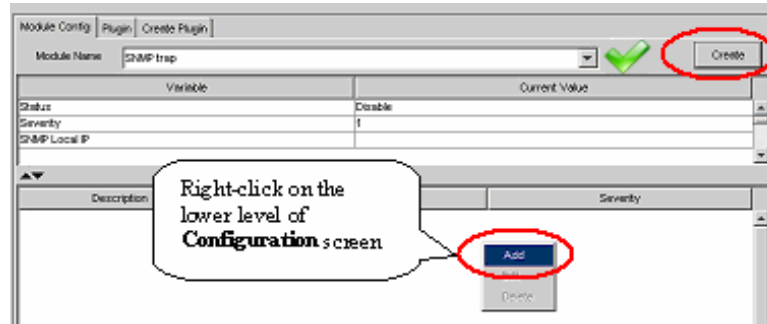 Module Config Plugin Create Plugin
Module Name SNMP trap Create
Variable Current Value
Status Disable
Severity 1
SNMP Local IP
Description Severity
Right-click on the
lower level of
Configuration screen
Add
Delete